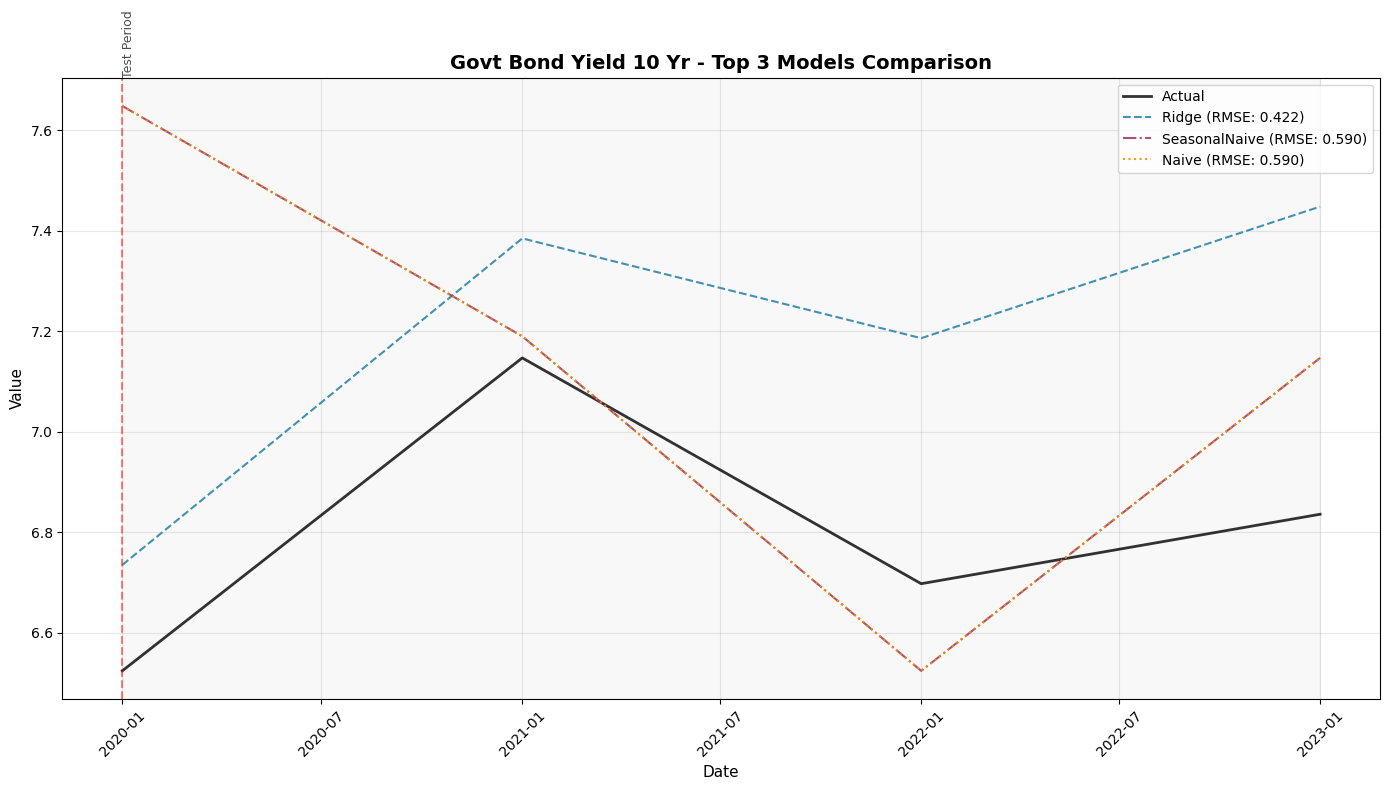 Test Period
Govt Bond Yield 10 Yr - Top 3 Models Comparison
Actual
Ridge (RMSE: 0.422)
SeasonalNaive (RMSE: 0.590)
Naive (RMSE: 0.590)
Value
7.6
7.4
7.2
7.0
6.8
6.6
2020-01
2020-07
2021-01
2021-07
2022-01
2022-07
2023-01
Date